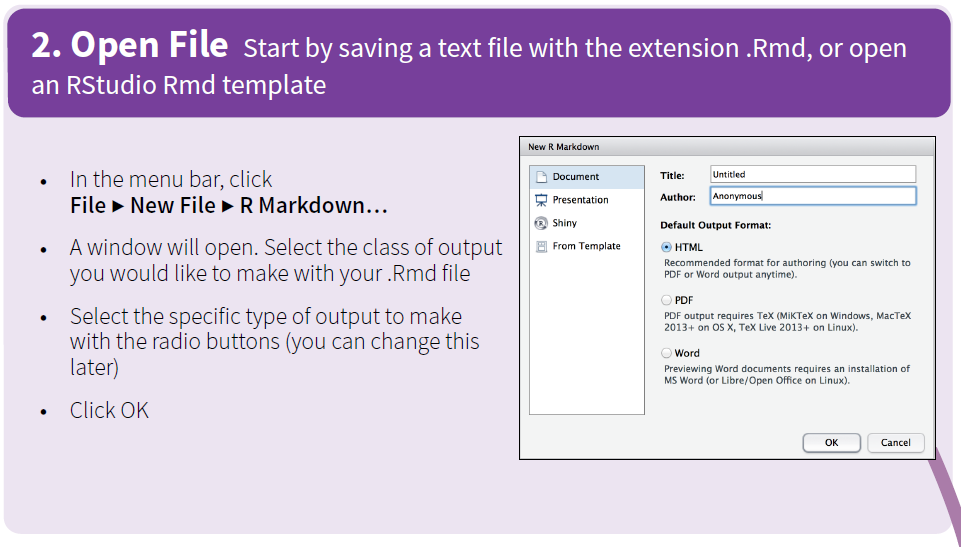 2. Open File Start by saving a text file with the extension .Rmd, or open
an RStudio Rmd template
• In the menu bar, click
File ▸ New File ▸ R Markdown…
• A window will open. Select the class of output
you would like to make with your .Rmd file
• Select the specific type of output to make
with the radio buttons (you can change this
later)
• Click OK
New R Markdown
Document
Presentation
Shiny
From Template
Title: Untitled
Author: Anonymous
Default Output Format:
HTML
Recommended format for authoring (you can switch to
PDF or Word output anytime).
PDF
PDF output requires TeX (MiKTeX on Windows, MacTeX
2013+ on OS X, TeX Live 2013+ on Linux).
Word
Previewing Word documents requires an installation of
MS Word (or Libre/Open Office on Linux).
OK
Cancel